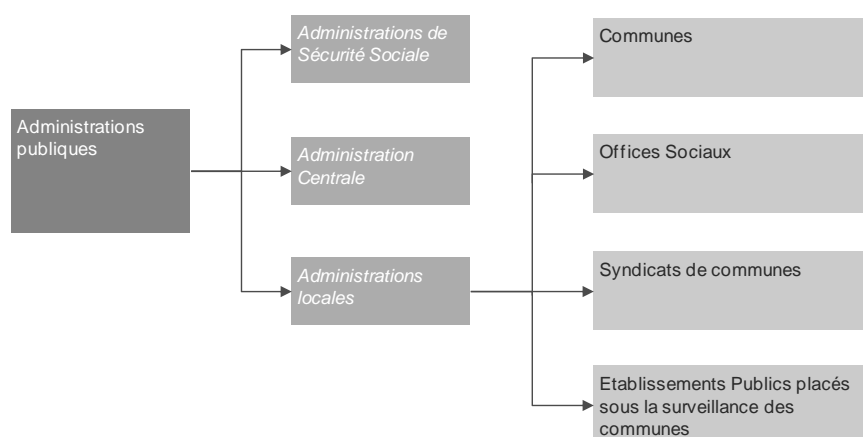 Administrations
publiques
Administrations de
Sécurité Sociale
Administration
Centrale
Administrations
locales
Communes
Offices Sociaux
Syndicats de communes
Etablissements Publics placés
sous la surveillance des
communes